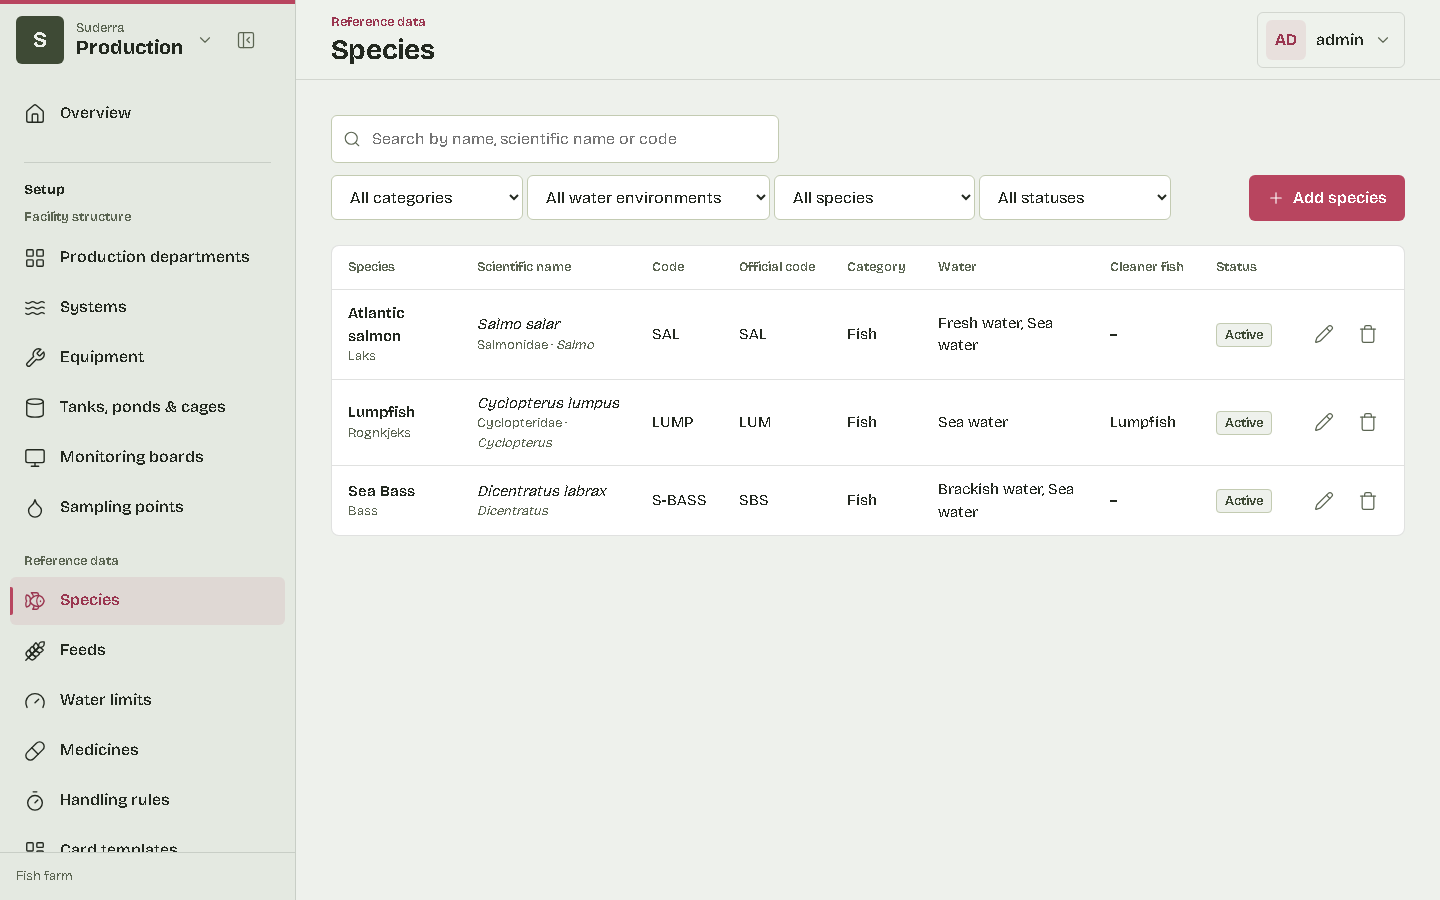 S
Suderra
Production
Overview
Setup
Facility structure
Production departments
Systems
Equipment
Tanks, ponds & cages
Monitoring boards
Sampling points
Reference data
Species
Feeds
Water limits
Medicines
Handling rules
Card templates
Fish farm
Reference data
Species
AD
admin
Search by name, scientific name or code
All categories
All water environments
All species
All statuses
Add species
Species Scientific name Code Official code Category Water Cleaner fish Status
Atlantic
salmon
Laks
Salmo salar
Salmonidae · Salmo
SAL
SAL
Fish
Fresh water, Sea
water
–
Active
Lumpfish
Rognkjeks
Cyclopterus lumpus
Cyclopteridae ·
Cyclopterus
LUMP
LUM
Fish
Sea water
Lumpfish
Active
Sea Bass
Bass
Dicentratus labrax
Dicentratus
S-BASS
SBS
Fish
Brackish water, Sea
water
–
Active